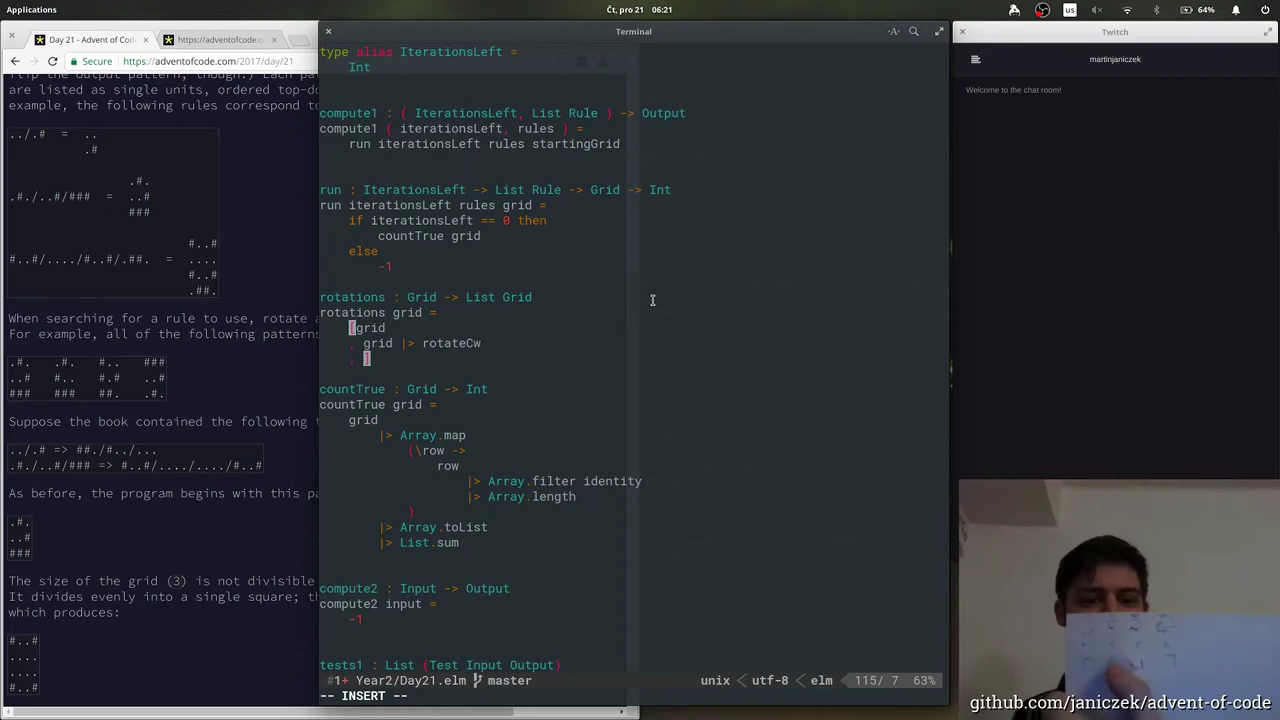 Applications
Čt, pro 21 06:21
us
64%
Day 21 - Advent of Cod
https://adventofcode.c
Secure
https://adventofcode.com/2017/day/21
are listed as single units, ordered top-do
example, the following rules correspond to
../.# = ..
.#
.#.
.#./..#/### = ..#
###
#..#
#..#/..../#..#/.##. = ....
#..#
.##.
When searching for a rule to use, rotate a
For example, all of the following patterns
.#. .#. #.. ###
..# #.. #.# ..#
### ### ##. .#.
Suppose the book contained the following t
../.# => ##./#../...
.#./..#/### => #..#/..../..../#..#
As before, the program begins with this pa
.#.
..#
###
The size of the grid (3) is not divisible
It divides evenly into a single square; th
which produces:
#..#
....
....
#..#
Terminal
type alias IterationsLeft =
Int
compute1 : ( IterationsLeft, List Rule ) -> Output
compute1 ( iterationsLeft, rules ) =
run iterationsLeft rules startingGrid
run : IterationsLeft -> List Rule -> Grid -> Int
run iterationsLeft rules grid =
if iterationsLeft == 0 then
countTrue grid
else
-1
rotations : Grid -> List Grid
rotations grid =
[grid
, grid |> rotateCw
, ]
countTrue : Grid -> Int
countTrue grid =
grid
|> Array.map
(\row ->
row
|> Array.filter identity
|> Array.length
)
|> Array.toList
|> List.sum
compute2 : Input -> Output
compute2 input =
-1
tests1 : List (Test Input Output)
#1+ Year2/Day21.elm master
unix < utf-8 < elm
115/ 7 63%
-- INSERT --
Twitch
martinjaniczek
Welcome to the chat room!
github.com/janiczek/advent-of-code